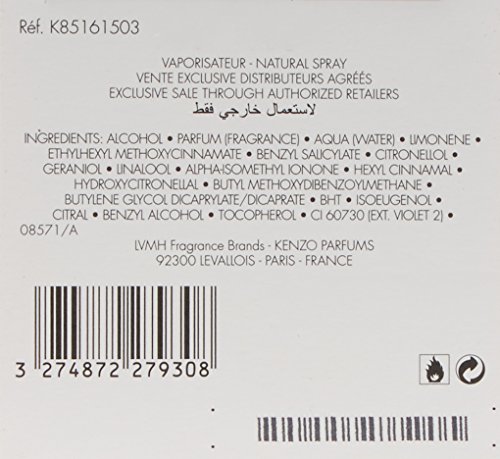 Réf. K85161503
VAPORISATEUR - NATURAL SPRAY
VENTE EXCLUSIVE DISTRIBUTEURS AGRÉÉS
EXCLUSIVE SALE THROUGH AUTHORIZED RETAILERS
لاستعمال خارجي فقط
INGREDIENTS: ALCOHOL • PARFUM (FRAGRANCE) • AQUA (WATER) • LIMONENE •
ETHYLHEXYL METHOXYCINNAMATE • BENZYL SALICYLATE • CITRONELLOL •
GERANIOL • LINALOOL • ALPHA-ISOMETHYL IONONE • HEXYL CINNAMAL •
HYDROXYCITRONELLAL • BUTYL METHOXYDIBENZOYLMETHANE •
BUTYLENE GLYCOL DICAPRYLATE/DICAPRATE • BHT • ISOEUGENOL •
CITRAL • BENZYL ALCOHOL • TOCOPHEROL • CI 60730 (EXT. VIOLET 2) •
08571/A
LVMH Fragrance Brands - KENZO PARFUMS
92300 LEVALLOIS - PARIS - FRANCE
3 274872 279308